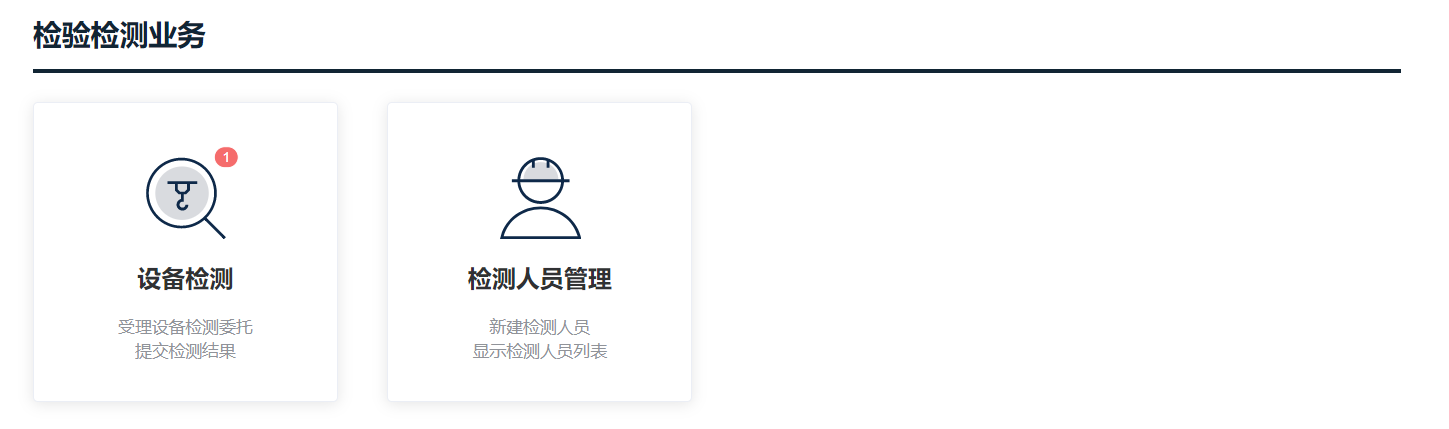 检验检测业务
1
设备检测
受理设备检测委托
提交检测结果
检测人员管理
新建检测人员
显示检测人员列表